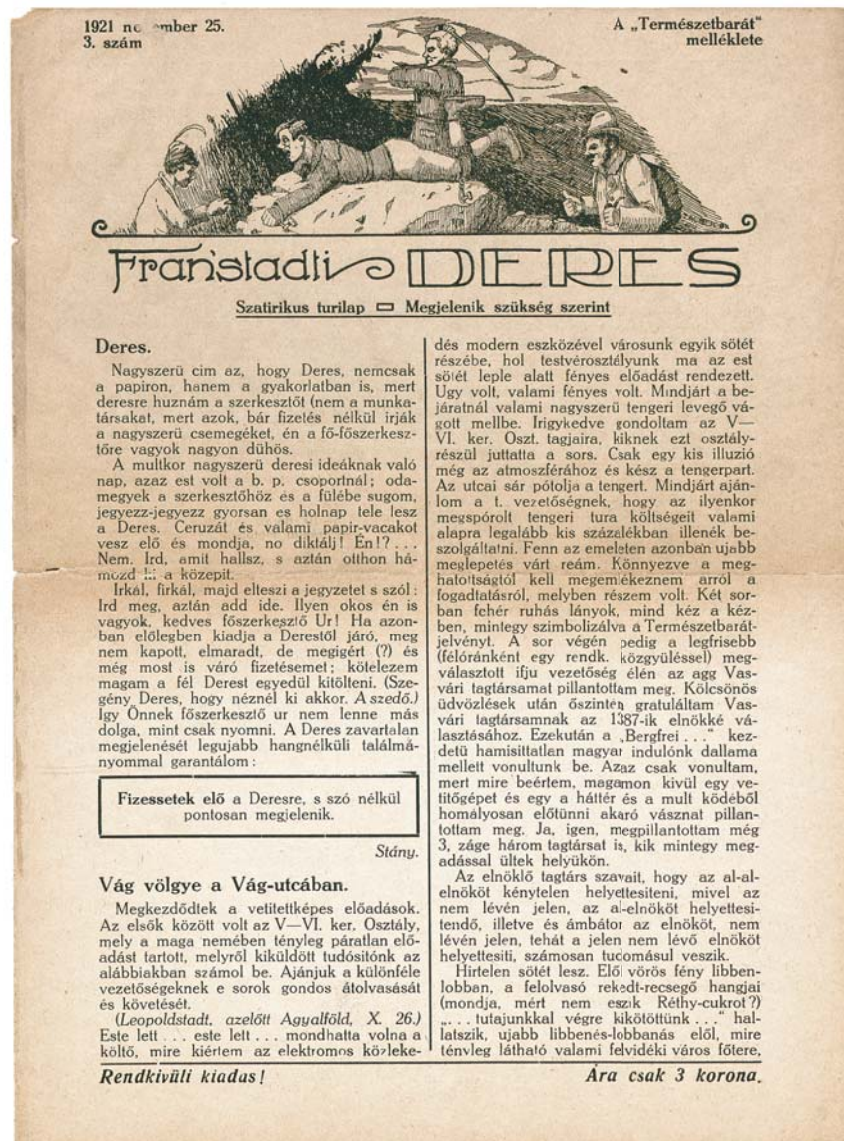 1921 november 25.
3. szám
A „Természetbarát“
melléklete
Franstadti DERES
Szatirikus turilap Megjelenik szükség szerint
Deres.
Nagyszerü cim az, hogy Deres, nemcsak
a papiron, hanem a gyakorlatban is, mert
deresre huznám a szerkesztőt (nem a munka-
társakat, mert azok, bár fizetés nélkül irják
a nagyszerü csemegéket, én a fő-főszerkesz-
tőre vagyok nagyon dühös.
A multkor nagyszerü deresi ideáknak való
nap, azaz est volt a b. p. csoportnál; oda-
megyek a szerkesztőhöz és a fülébe sugom,
jegyezz-jegyezz gyorsan es holnap tele lesz
a Deres. Ceruzát és valami papir-vacakot
vesz elő és mondja, no diktálj! Én!? . . .
Nem. Ird, amit hallsz, s aztán otthon há-
mozd ki a közepit.
Irkál, firkál, majd elteszi a jegyzetet s szól:
Ird meg, aztán add ide. Ilyen okos én is
vagyok, kedves főszerkesztő Ur! Ha azon-
ban előlegben kiadja a Derestől járó, meg
nem kapott, elmaradt, de megigért (?) és
még most is váró fizetésemet; kötelezem
magam a fél Derest egyedül kitölteni. (Sze-
gény Deres, hogy néznél ki akkor. A szedő.)
Igy Önnek főszerkesztő ur nem lenne más
dolga, mint csak nyomni. A Deres zavartalan
megjelenését legujabb hangnélküli találmá-
nyommal garantálom:
Fizessetek elő a Deresre, s szó nélkül
pontosan megjelenik.
Stány.
Vág völgye a Vág-utcában.
Megkezdődtek a vetitettképes előadások.
Az elsők között volt az V—VI. ker. Osztály,
mely a maga nemében tényleg páratlan elő-
adást tartott, melyről kiküldött tudósitónk az
alábbiakban számol be. Ajánjuk a különféle
vezetőségeknek e sorok gondos átolvasását
és követését.
(Leopoldstadt, azelőtt Agyalföld, X. 26.)
Este lett . . . este lett . . . mondhatta volna a
költő, mire kiértem az elektromos közleke-
dés modern eszközével városunk egyik sötét
részébe, hol testvérosztályunk ma az est
sötét leple alatt fényes előadást rendezett.
Ugy volt, valami fényes volt. Mindjárt a be-
járatnál valami nagyszerü tengeri levegő vá-
gott mellbe. Irigykedve gondoltam az V—
VI. ker. Oszt. tagjaira, kiknek ezt osztály-
részül juttatta a sors. Csak egy kis illuzió
még az atmoszférához és kész a tengerpart.
Az utcai sár pótolja a tengert. Mindjárt aján-
lom a t. vezetőségnek, hogy az ilyenkor
megspórolt tengeri tura költségeit valami
alapra legalább kis százalékban illenék be-
szolgáltatni. Fenn az emeleten azonban ujabb
meglepetés várt reám. Könnyezve a meg-
hatottságtól kell megemlékeznem arról a
fogadtatásról, melyben részem volt. Két sor-
ban fehér ruhás lányok, mind kéz a kéz-
ben, mintegy szimbolizálva a Természetbarát-
jelvényt. A sor végén pedig a legfrisebb
(félóránként egy rendk. közgyüléssel) meg-
választott ifju vezetőség élén az agg Vas-
vári tagtársamat pillantottam meg. Kölcsönös
üdvözlések után őszintén gratuláltam Vas-
vári tagtársamnak az 1387-ik elnökké vá-
lasztásához. Ezekután a „Bergfrei . . .“ kez-
detü hamisittatlan magyar indulónk dallama
mellett vonultunk be. Azaz csak vonultam,
mert mire beértem, magamon kivül egy ve-
titőgépet és egy a háttér és a mult ködéből
homályosan előtünni akaró vásznat pillan-
tottam meg. Ja, igen, megpillantottam még
3, záge három tagtársat is, kik mintegy meg-
adással ültek helyükön.
Az elnöklő tagtárs szavait, hogy az al-al-
elnököt kénytelen helyettesiteni, mivel az
nem lévén jelen, az al-elnököt helyettesi-
tendő, illetve és ámbátor az elnököt, nem
lévén jelen, tehát a jelen nem lévő elnököt
helyettesiti, számosan tucomásul veszik.
Hirtelen sötét lesz. Elől vörös fény libben-
lobban, a felolvasó rekedt-recsegő hangjai
(mondja, mért nem eszik Réthy-cukrot?)
„. . . tutajunkkal végre kikötöttünk . . .“ hal-
latszik, ujabb libbenés-lobbanás elől, mire
tényleg látható valami felvidéki város főtere,
Rendkivüli kiadas!
Ára csak 3 korona.